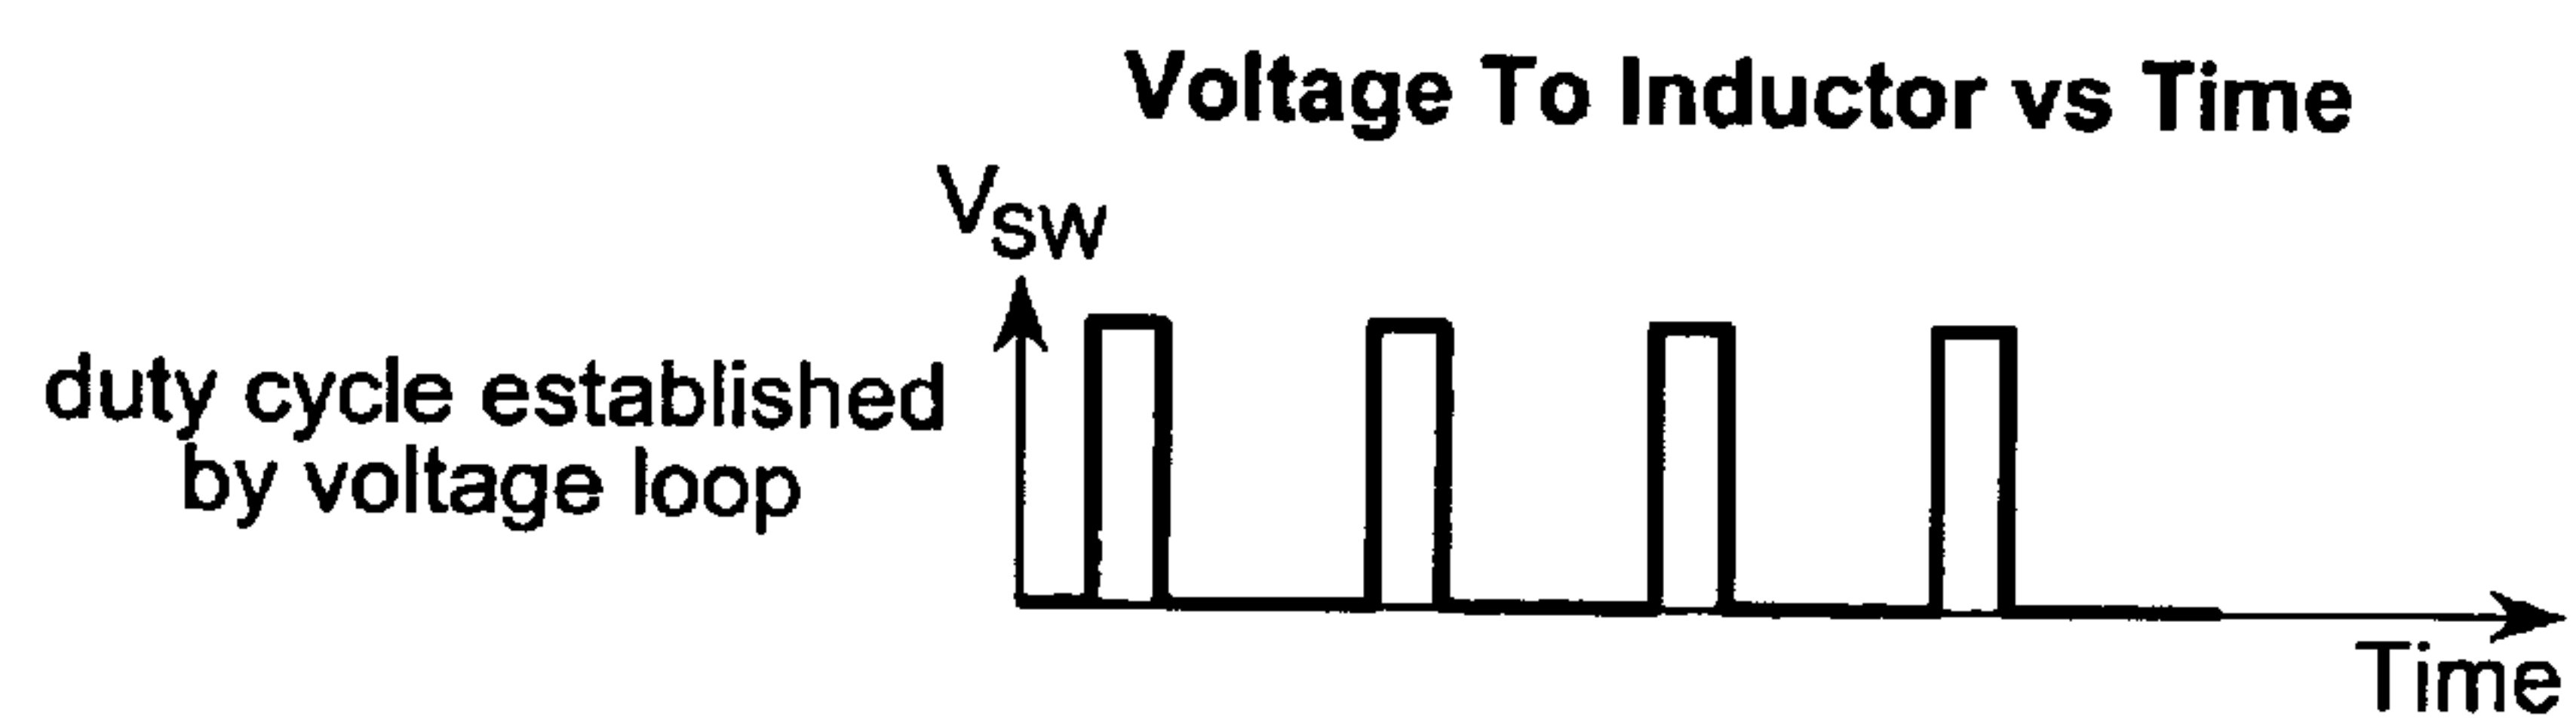 Voltage To Inductor vs Time
VSW
duty cycle established
by voltage loop
Time